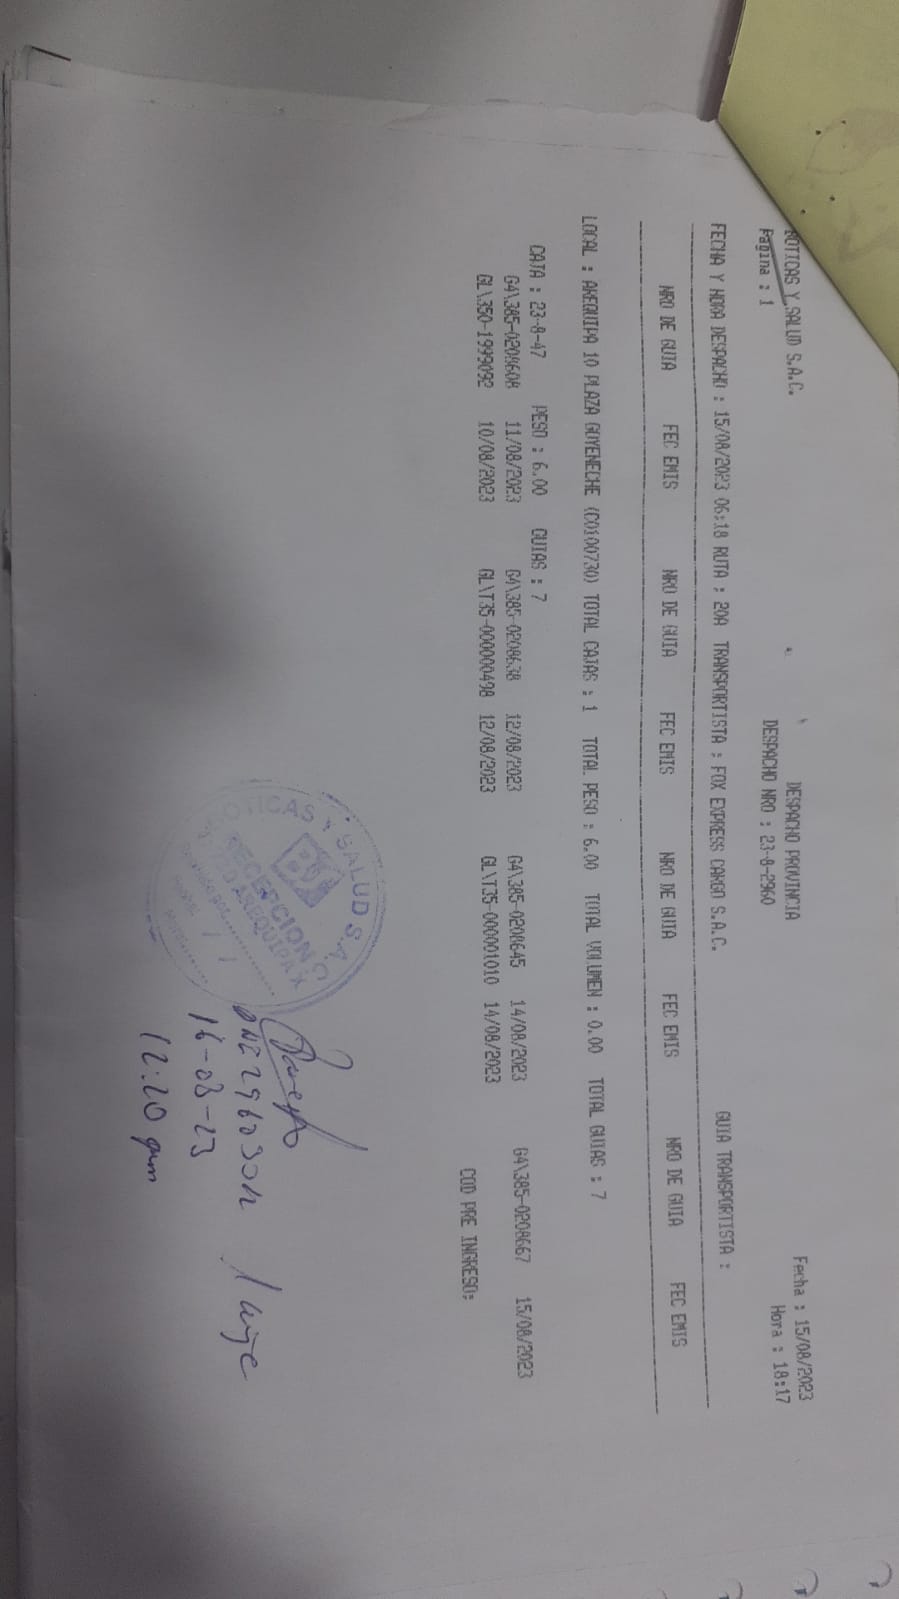 BOTICAS Y SALUD S.A.C. DESPACHO PROVINCIA Fecha : 15/08/2023
Pagina : 1 DESPACHO NRO : 23-8-2960 Hora : 18:17
FECHA Y HORA DESPACHO : 15/08/2023 06:18 RUTA : 20A TRANSPORTISTA : FOX EXPRESS CARGO S.A.C. GUIA TRANSPORTISTA :
NRO DE GUIA FEC EMIS NRO DE GUIA FEC EMIS NRO DE GUIA FEC EMIS NRO DE GUIA FEC EMIS
LOCAL : AREQUIPA 10 PLAZA GOYENECHE (C0100730) TOTAL CAJAS : 1 TOTAL PESO : 6.00 TOTAL VOLUMEN : 0.00 TOTAL GUIAS : 7
CAJA : 23-8-47 PESO : 6.00 GUIAS : 7
G4\385-0208608 11/08/2023 G4\385-0208638 12/08/2023 G4\385-0208645 14/08/2023 G4\385-0208667 15/08/2023
GL\350-1999092 10/08/2023 GL\T35-000000498 12/08/2023 GL\T35-000001010 14/08/2023
COD PRE INGRESO:
BOTICAS Y SALUD S.A.
BS
RECEPCION
AREQUIPA X
16-08-23
12:20 pm